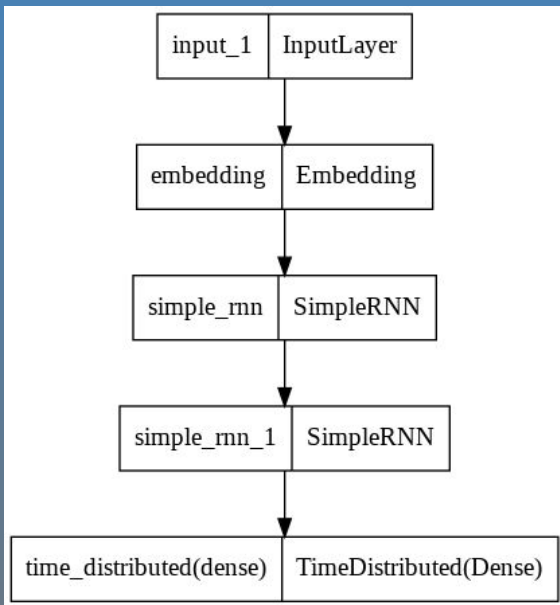 input_1 InputLayer
embedding Embedding
simple_rnn SimpleRNN
simple_rnn_1 SimpleRNN
time_distributed(dense) TimeDistributed(Dense)